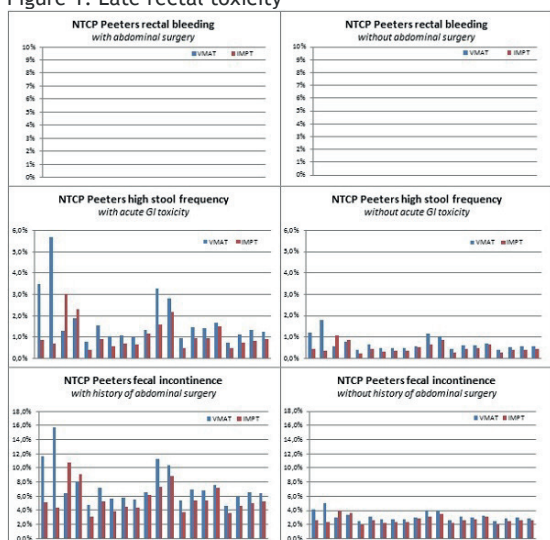 Figure 1. Late rectal toxicity
NTCP Peeters rectal bleeding
with abdominal surgery
10%
9%
8%
7%
6%
5%
4%
3%
2%
1%
0%
VMAT IMPT
NTCP Peeters rectal bleeding
without abdominal surgery
10%
9%
8%
7%
6%
5%
4%
3%
2%
1%
0%
VMAT IMPT
NTCP Peeters high stool frequency
with acute GI toxicity
6,0%
5,0%
4,0%
3,0%
2,0%
1,0%
0,0%
VMAT IMPT
NTCP Peeters high stool frequency
without acute GI toxicity
6,0%
5,0%
4,0%
3,0%
2,0%
1,0%
0,0%
VMAT IMPT
NTCP Peeters fecal incontinence
with history of abdominal surgery
18,0%
16,0%
14,0%
12,0%
10,0%
8,0%
6,0%
4,0%
2,0%
0,0%
VMAT IMPT
NTCP Peeters fecal incontinence
without history of abdominal surgery
18,0%
16,0%
14,0%
12,0%
10,0%
8,0%
6,0%
4,0%
2,0%
0,0%
VMAT IMPT